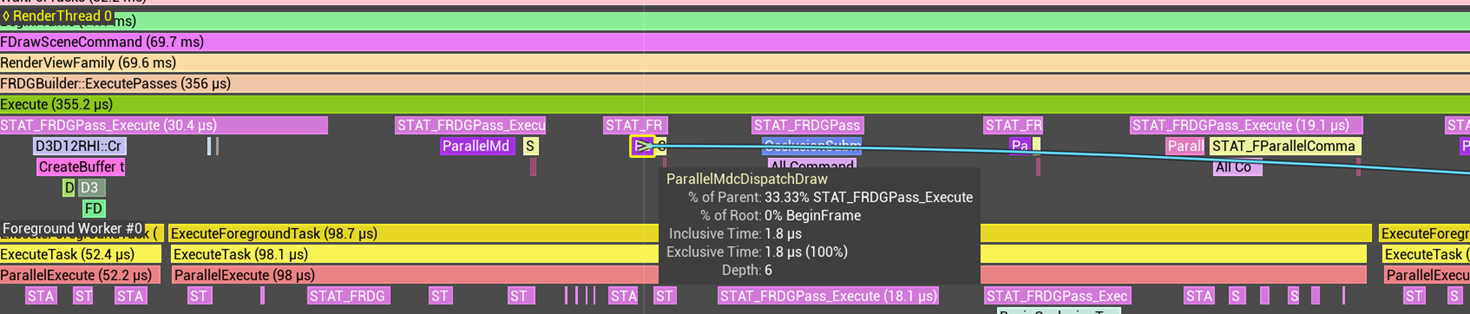 ◊ RenderThread 0
FDrawSceneCommand (69.7 ms)
RenderViewFamily (69.6 ms)
FRDGBuilder::ExecutePasses (356 µs)
Execute (355.2 µs)
STAT_FRDGPass_Execute (30.4 µs) STAT_FRDGPass_Execu STAT_FR STAT_FRDGPass STAT_FR STAT_FRDGPass_Execute (19.1 µs) STA
D3D12RHI::Cr ParallelMd S OcclusionSubm Pa Parall STAT_FParallelComma P
CreateBuffer t All Command All Co
D D3
FD
ParallelMdcDispatchDraw
% of Parent: 33.33% STAT_FRDGPass_Execute
% of Root: 0% BeginFrame
Inclusive Time: 1.8 µs
Exclusive Time: 1.8 µs (100%)
Depth: 6
Foreground Worker #0 ExecuteForegroundTask (98.7 µs) ExecuteForegr
ExecuteTask (52.4 µs) ExecuteTask (98.1 µs) ExecuteTask (
ParallelExecute (52.2 µs) ParallelExecute (98 µs) ParallelExecu
STA ST STA ST STAT_FRDG ST ST STA ST STAT_FRDGPass_Execute (18.1 µs) STAT_FRDGPass_Exec STA S S ST S